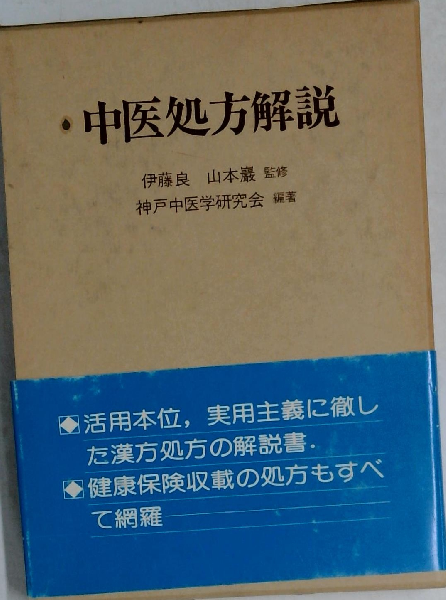 中医処方解説
伊藤良 山本巖 監修
神戸中医学研究会 編著
◆活用本位，実用主義に徹し
た漢方処方の解説書．
◆健康保険収載の処方もすべ
て網羅